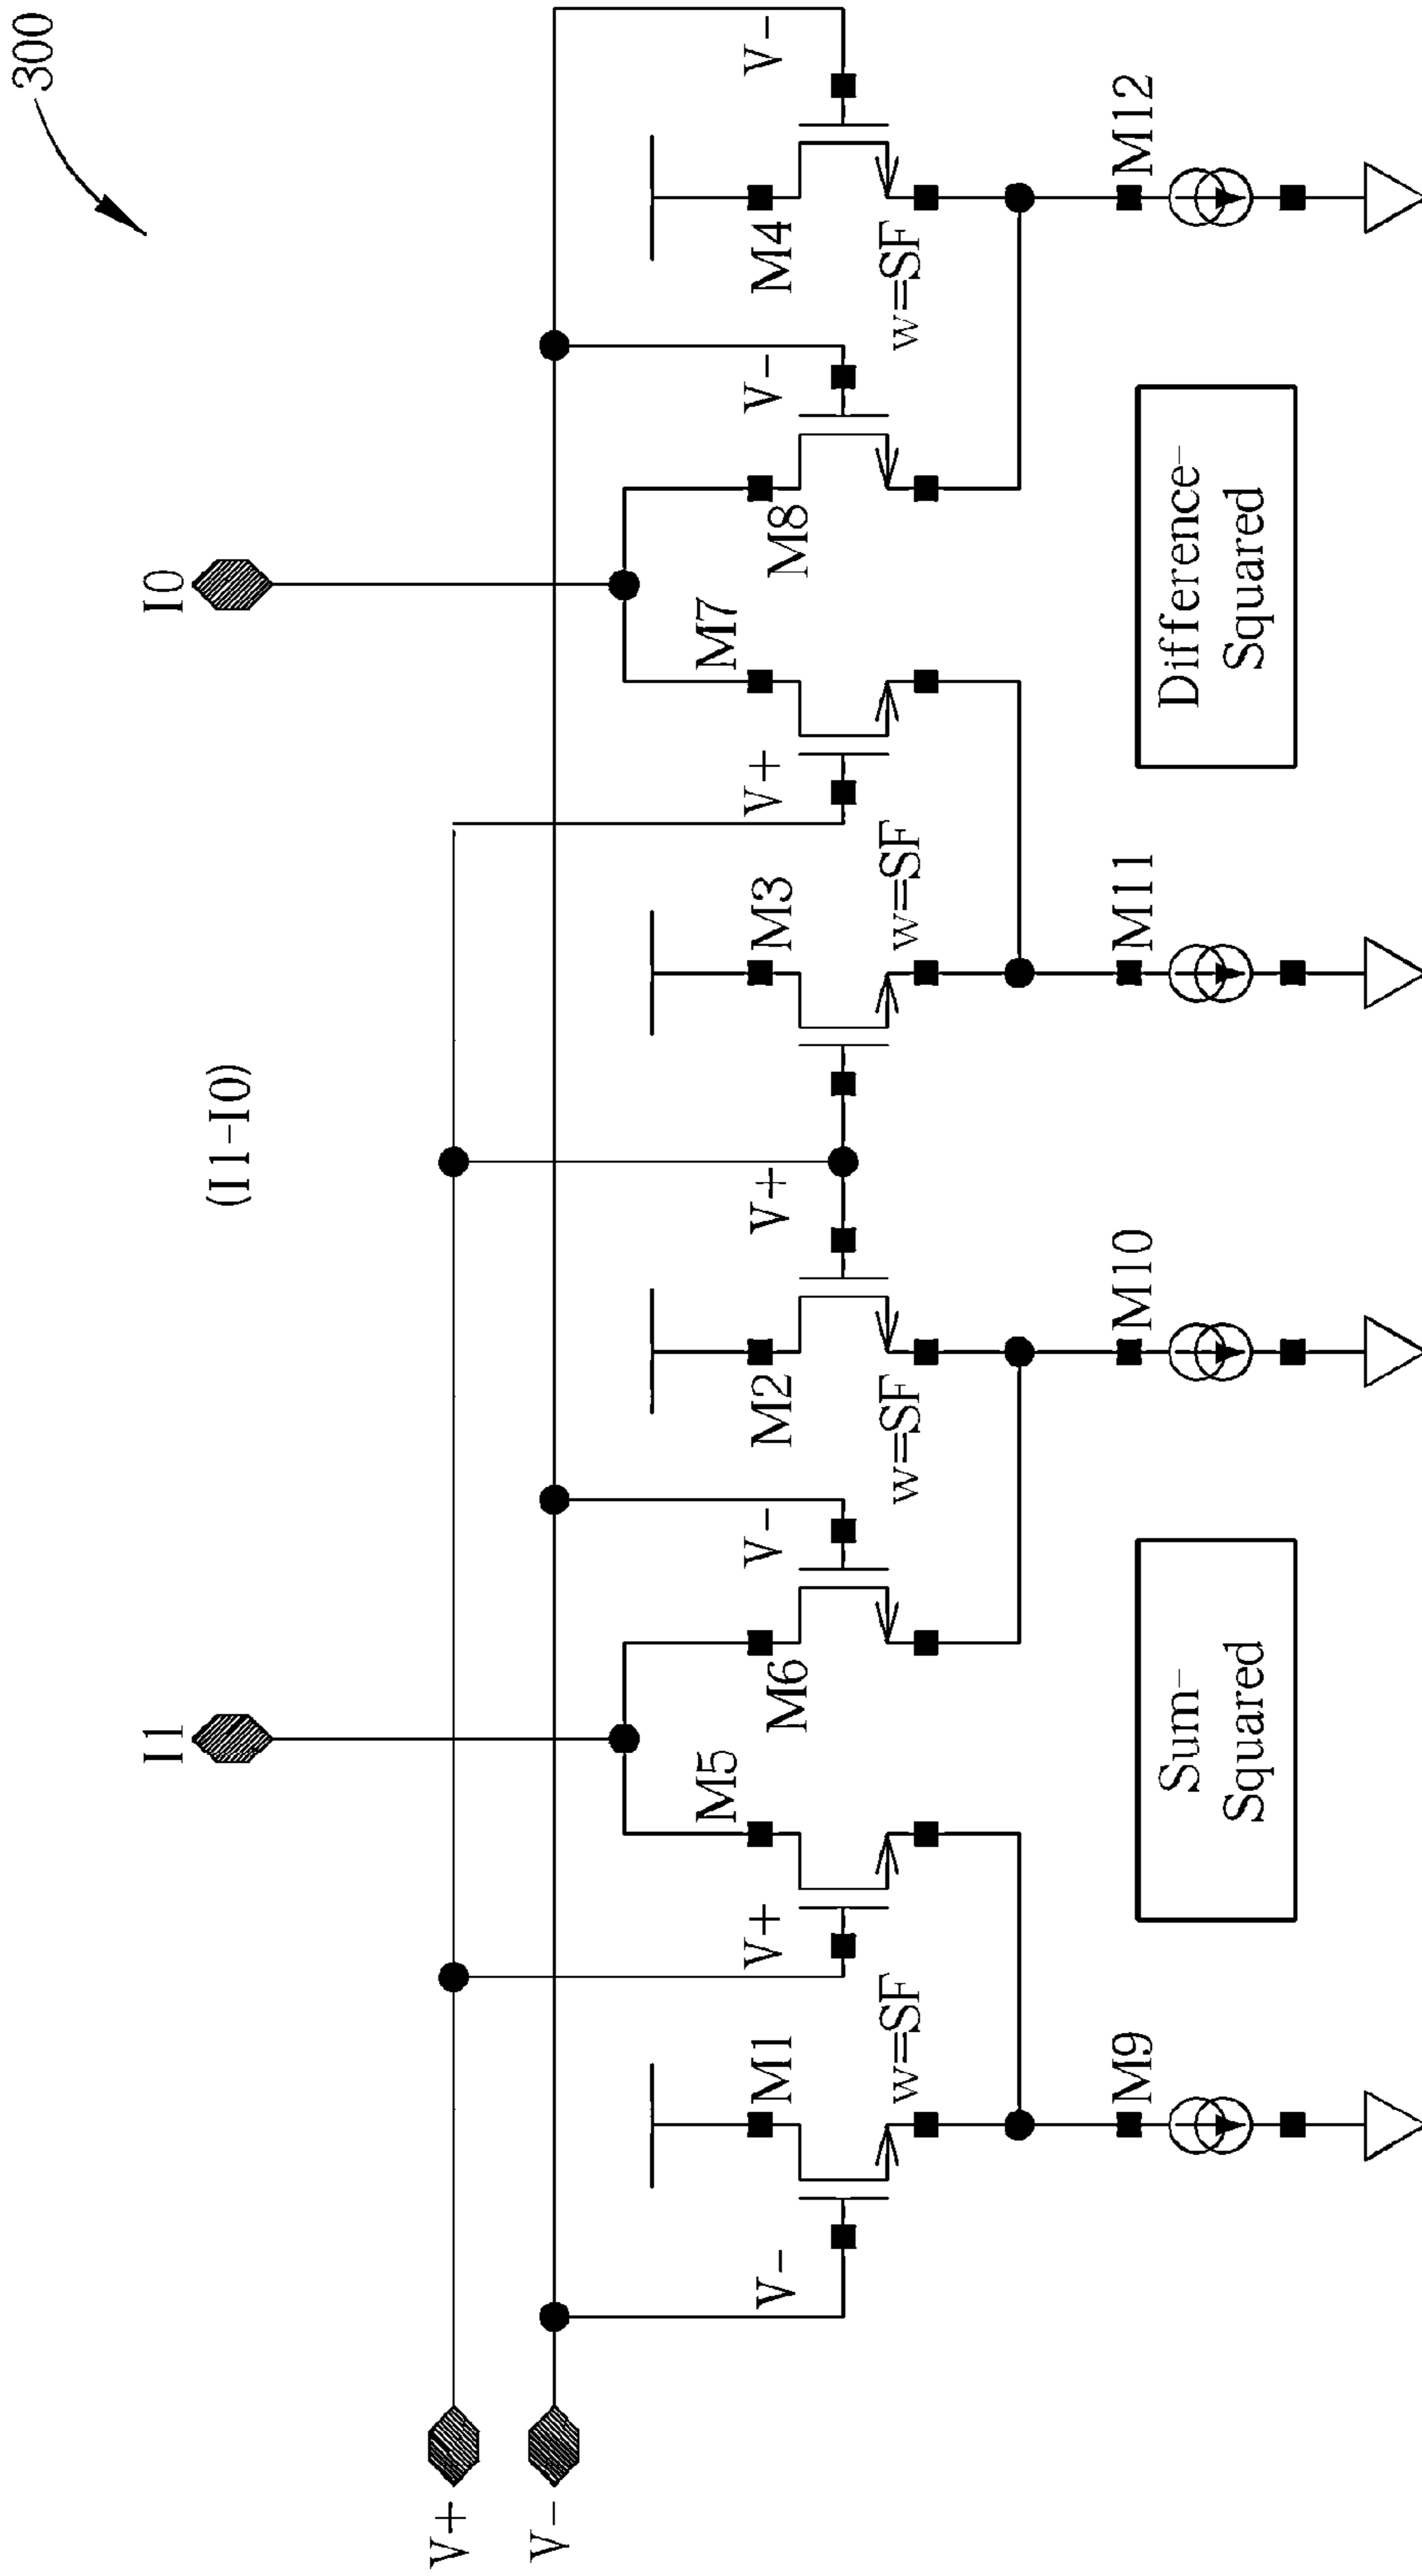 300
(I1-I0)
I1
I0
V+
V-
M5
M7
V-
M1
V+
M6
V-
M2
V+
M3
V+
M8
V-
M4
V-
w=SF
w=SF
w=SF
w=SF
M9
M10
M11
M12
Sum-
Squared
Difference-
Squared